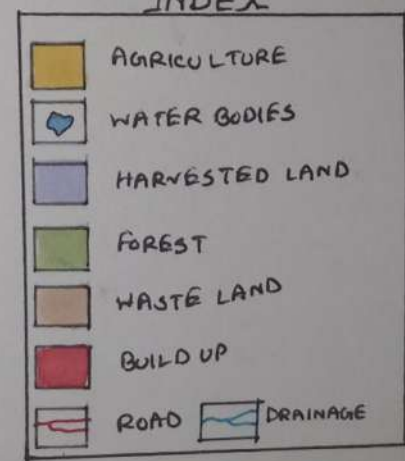 INDEX
AGRICULTURE
WATER BODIES
HARVESTED LAND
FOREST
WASTE LAND
BUILD UP
ROAD DRAINAGE